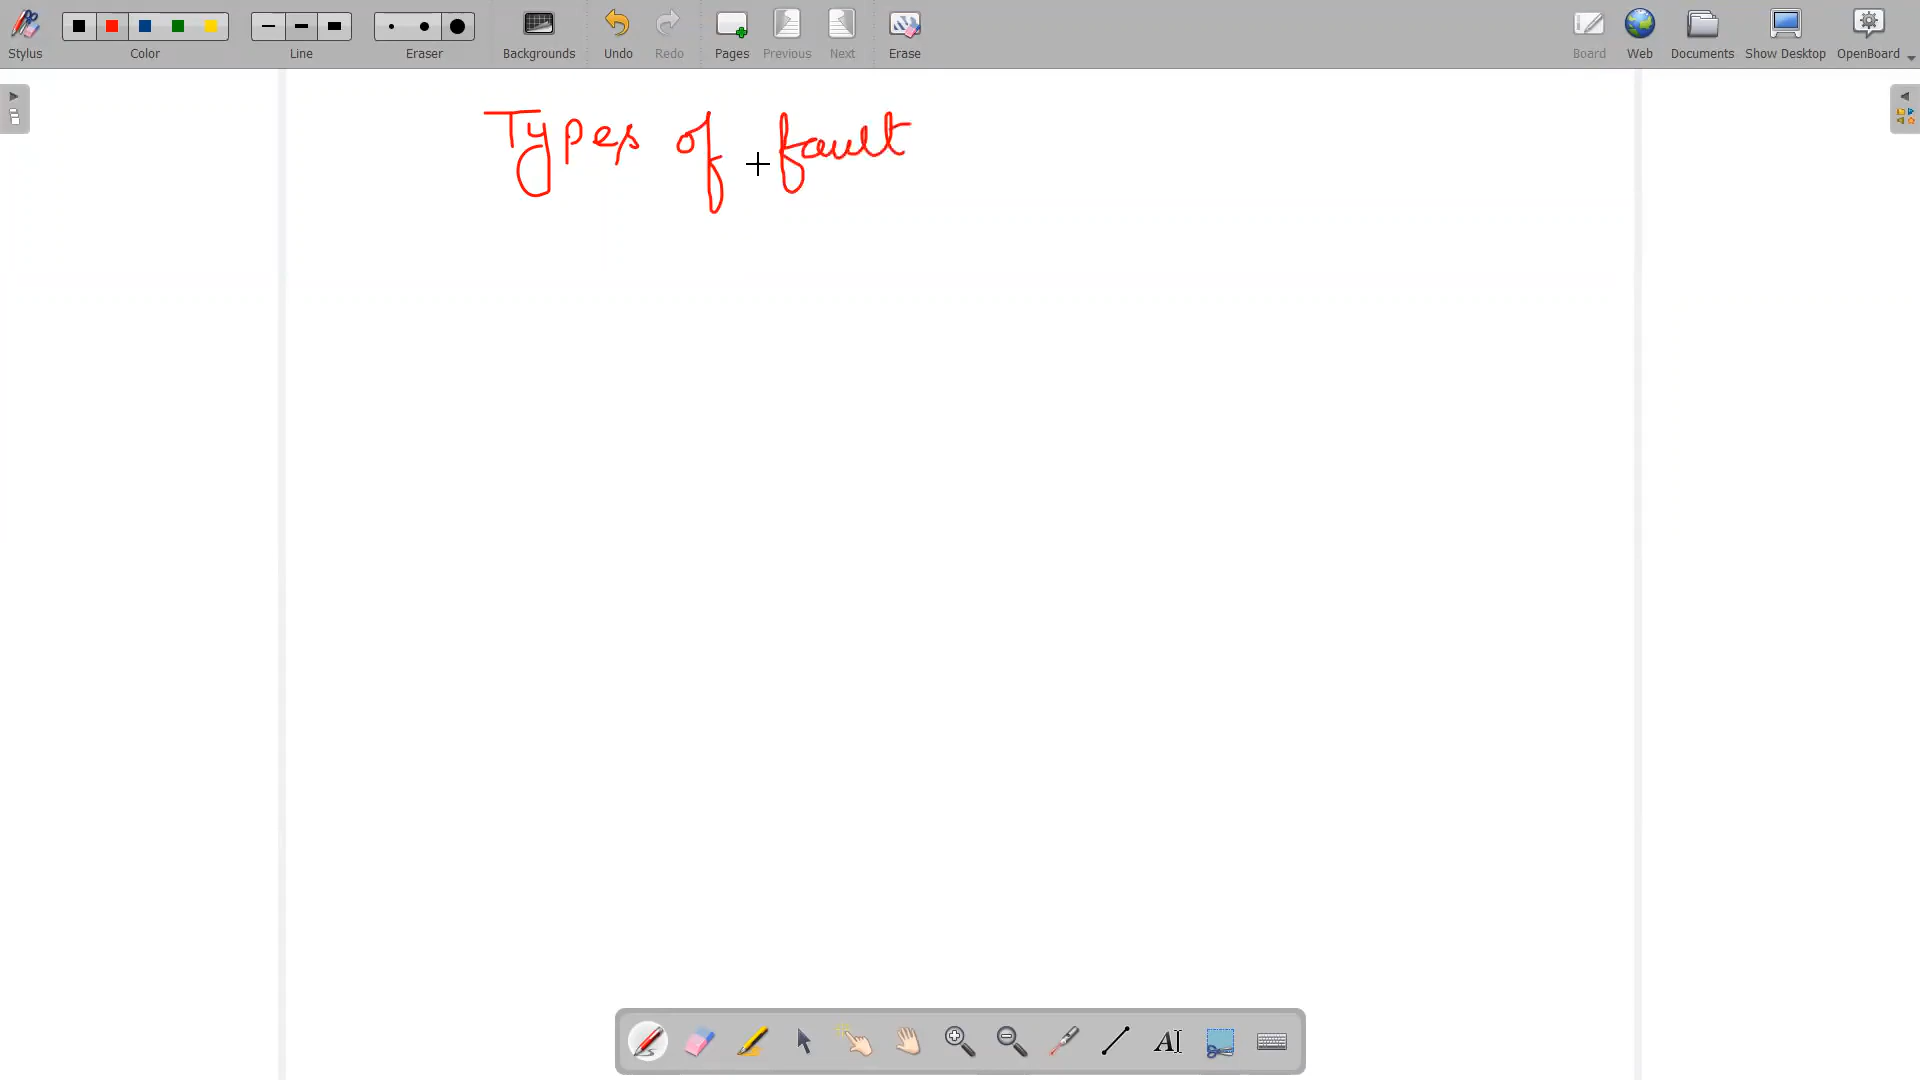 Stylus Color Line Eraser Backgrounds Undo Redo Pages Previous Next Erase Board Web Documents Show Desktop OpenBoard
Types of fault